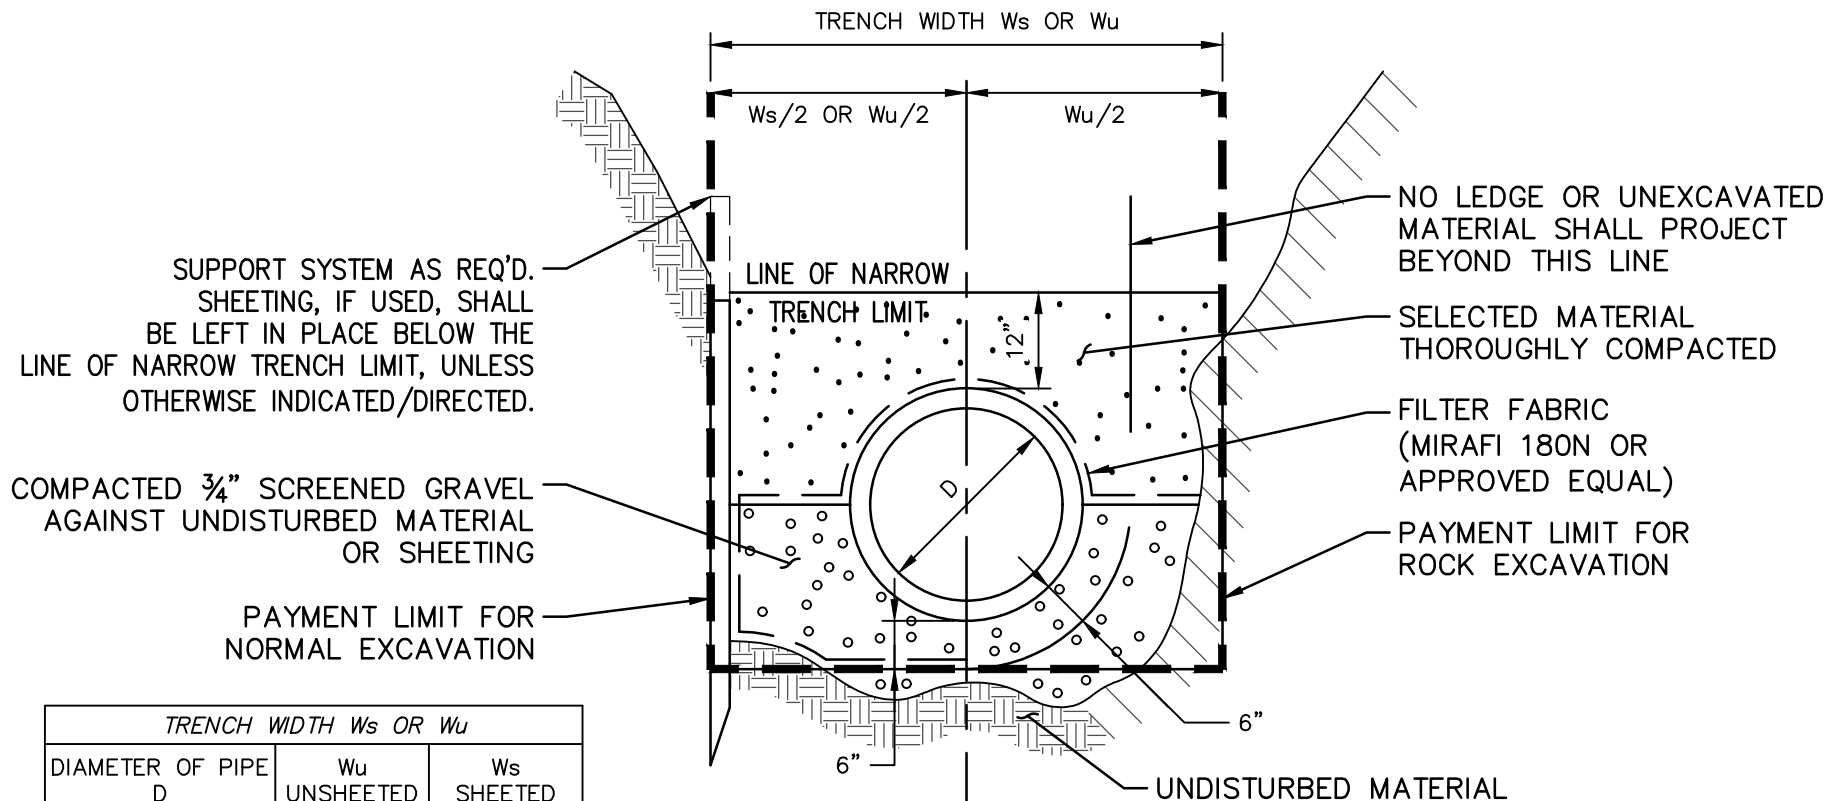 TRENCH WIDTH Ws OR Wu
Ws/2 OR Wu/2
Wu/2
SUPPORT SYSTEM AS REQ'D.
SHEETING, IF USED, SHALL
BE LEFT IN PLACE BELOW THE
LINE OF NARROW TRENCH LIMIT, UNLESS
OTHERWISE INDICATED/DIRECTED.
LINE OF NARROW
TRENCH LIMIT
12"
NO LEDGE OR UNEXCAVATED
MATERIAL SHALL PROJECT
BEYOND THIS LINE
SELECTED MATERIAL
THOROUGHLY COMPACTED
FILTER FABRIC
(MIRAFI 180N OR
APPROVED EQUAL)
D
COMPACTED ¾" SCREENED GRAVEL
AGAINST UNDISTURBED MATERIAL
OR SHEETING
PAYMENT LIMIT FOR
ROCK EXCAVATION
PAYMENT LIMIT FOR
NORMAL EXCAVATION
6"
6"
UNDISTURBED MATERIAL
TRENCH WIDTH Ws OR Wu
DIAMETER OF PIPE
D
Wu
UNSHEETED
Ws
SHEETED